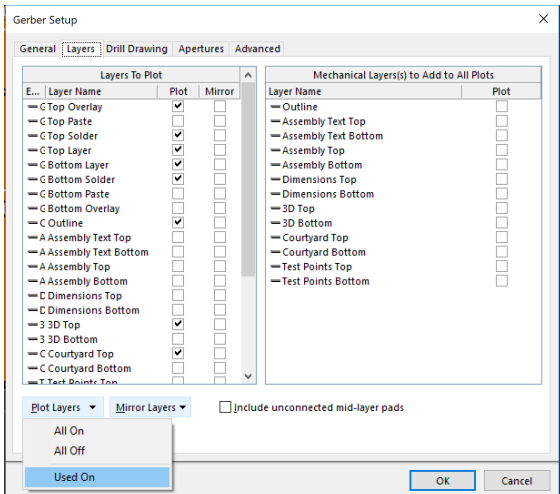 Gerber Setup
General Layers Drill Drawing Apertures Advanced
Layers To Plot
E... Layer Name Plot Mirror
G Top Overlay
G Top Paste
G Top Solder
G Top Layer
G Bottom Layer
G Bottom Solder
G Bottom Paste
G Bottom Overlay
C Outline
A Assembly Text Top
A Assembly Text Bottom
A Assembly Top
A Assembly Bottom
D Dimensions Top
D Dimensions Bottom
3 3D Top
3 3D Bottom
C Courtyard Top
C Courtyard Bottom
T Test Points Top
Mechanical Layers(s) to Add to All Plots
Layer Name Plot
Outline
Assembly Text Top
Assembly Text Bottom
Assembly Top
Assembly Bottom
Dimensions Top
Dimensions Bottom
3D Top
3D Bottom
Courtyard Top
Courtyard Bottom
Test Points Top
Test Points Bottom
Plot Layers Mirror Layers Include unconnected mid-layer pads
All On
All Off
Used On
OK Cancel